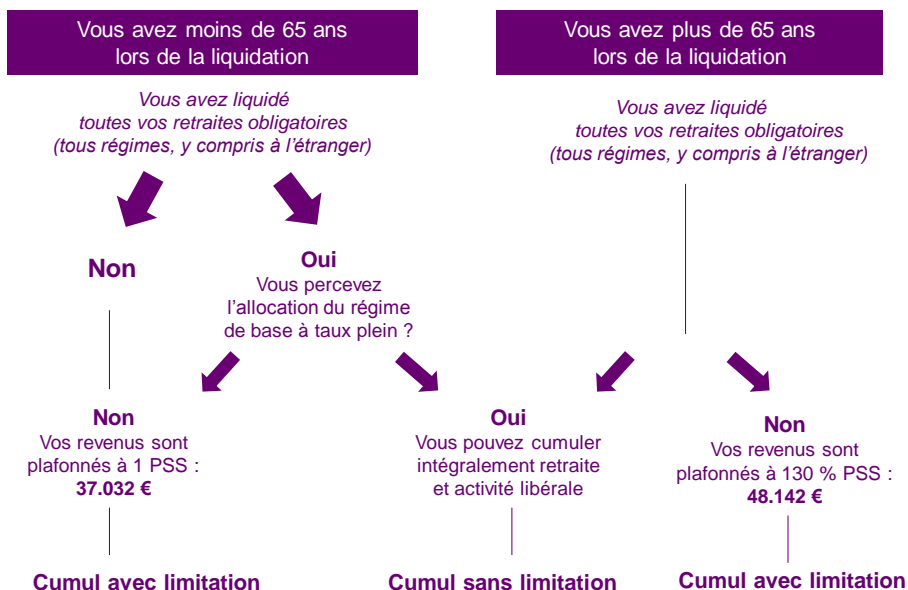 Vous avez moins de 65 ans
lors de la liquidation
Vous avez plus de 65 ans
lors de la liquidation
Vous avez liquidé
toutes vos retraites obligatoires
(tous régimes, y compris à l'étranger)
Vous avez liquidé
toutes vos retraites obligatoires
(tous régimes, y compris à l'étranger)
Non
Oui
Vous percevez
l'allocation du régime
de base à taux plein ?
Non
Vos revenus sont
plafonnés à 1 PSS :
37.032 €
Oui
Vous pouvez cumuler
intégralement retraite
et activité libérale
Non
Vos revenus sont
plafonnés à 130 % PSS :
48.142 €
Cumul avec limitation
Cumul sans limitation
Cumul avec limitation